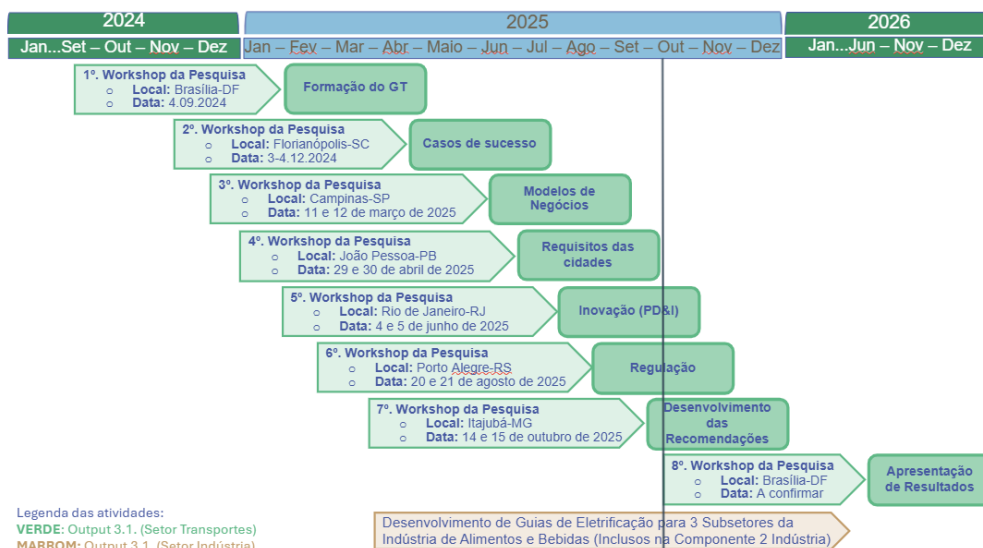 2024
2025
2026
Jan...Set – Out – Nov – Dez
Jan – Fev – Mar – Abr – Maio – Jun – Jul – Ago – Set – Out – Nov – Dez
Jan...Jun – Nov – Dez
1º. Workshop da Pesquisa
o Local: Brasília-DF
o Data: 4.09.2024
Formação do GT
2º. Workshop da Pesquisa
o Local: Florianópolis-SC
o Data: 3-4.12.2024
Casos de sucesso
3º. Workshop da Pesquisa
o Local: Campinas-SP
o Data: 11 e 12 de março de 2025
Modelos de
Negócios
4º. Workshop da Pesquisa
o Local: João Pessoa-PB
o Data: 29 e 30 de abril de 2025
Requisitos das
cidades
5º. Workshop da Pesquisa
o Local: Rio de Janeiro-RJ
o Data: 4 e 5 de junho de 2025
Inovação (PD&I)
6º. Workshop da Pesquisa
o Local: Porto Alegre-RS
o Data: 20 e 21 de agosto de 2025
Regulação
7º. Workshop da Pesquisa
o Local: Itajubá-MG
o Data: 14 e 15 de outubro de 2025
Desenvolvimento
das
Recomendações
8º. Workshop da Pesquisa
o Local: Brasília-DF
o Data: A confirmar
Apresentação
de Resultados
Legenda das atividades:
VERDE: Output 3.1. (Setor Transportes)
MARROM: Output 3.1. (Setor Indústria)
Desenvolvimento de Guias de Eletrificação para 3 Subsetores da
Indústria de Alimentos e Bebidas (Inclusos na Componente 2 Indústria)